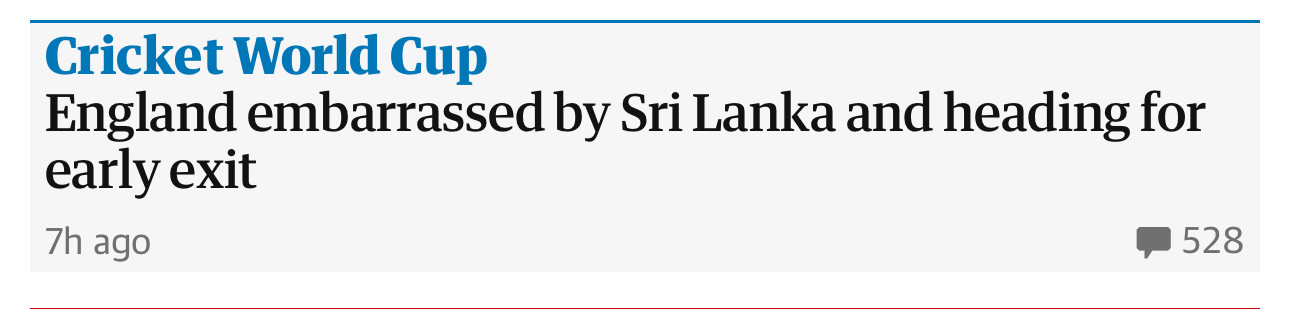 Cricket World Cup
England embarrassed by Sri Lanka and heading for
early exit
7h ago
528